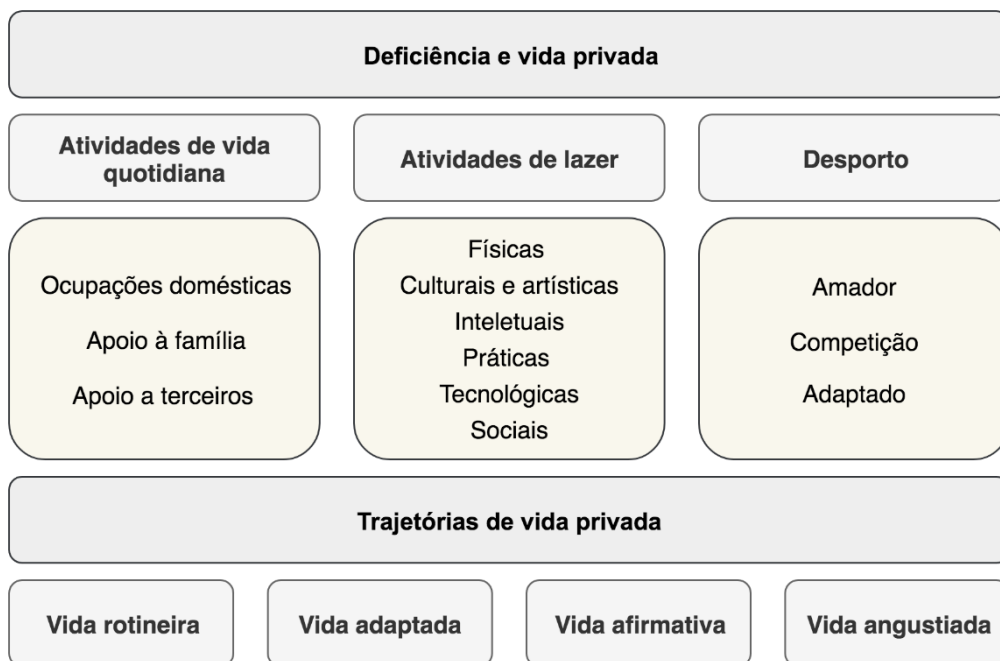 Deficiência e vida privada
Atividades de vida
quotidiana
Atividades de lazer
Desporto
Ocupações domésticas
Apoio à família
Apoio a terceiros
Físicas
Culturais e artísticas
Inteletuais
Práticas
Tecnológicas
Sociais
Amador
Competição
Adaptado
Trajetórias de vida privada
Vida rotineira
Vida adaptada
Vida afirmativa
Vida angustiada